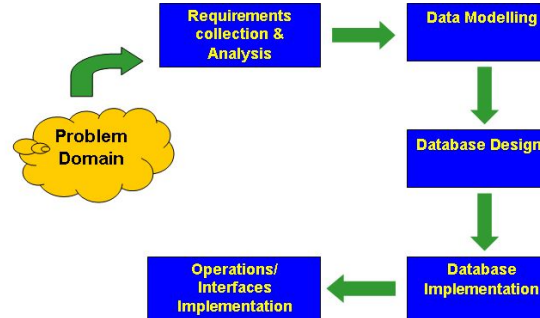 Requirements
collection &
Analysis
Data Modelling
Problem
Domain
Database Design
Database
Implementation
Operations/
Interfaces
Implementation